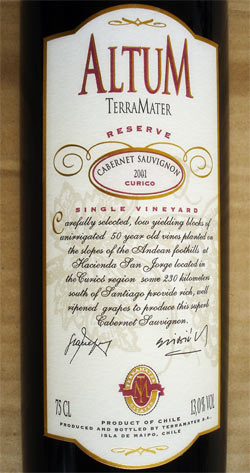 ALTUM
TERRAMATER
RESERVE
CABERNET SAUVIGNON
2001
CURICO
SINGLE VINEYARD
Carefully selected, low yielding blocks of
unirrigated 50 year old vines planted on
the slopes of the Andean foothills at
Hacienda San Jorge located in
the Curicó region some 230 kilometers
south of Santiago provide rich, well
ripened grapes to produce this superb
Cabernet Sauvignon.
75 CL
13,0% VOL
PRODUCT OF CHILE
PRODUCED AND BOTTLED BY TERRAMATER S.A.
ISLA DE MAIPO, CHILE